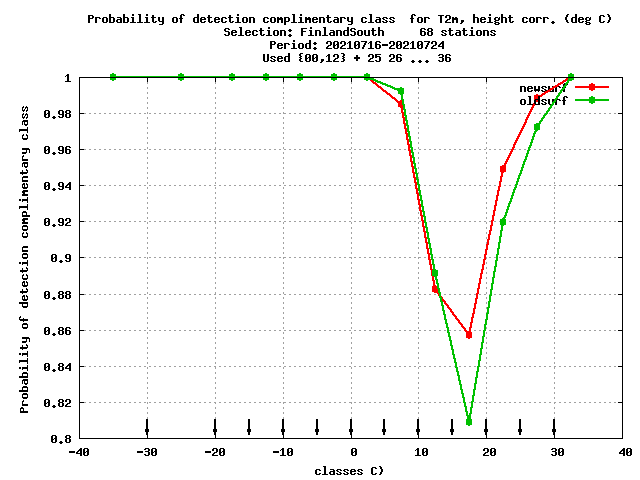 Probability of detection complimentary class  for T2m, height corr. (deg C)
Selection: FinlandSouth     68 stations
Period: 20210716-20210724
Used {00,12} + 25 26 ... 36
newsurf
oldsurf
1
0.98
0.96
0.94
0.92
0.9
0.88
0.86
0.84
0.82
0.8
Probability of detection complimentary class
-40 -30 -20 -10 0 10 20 30 40
classes C)